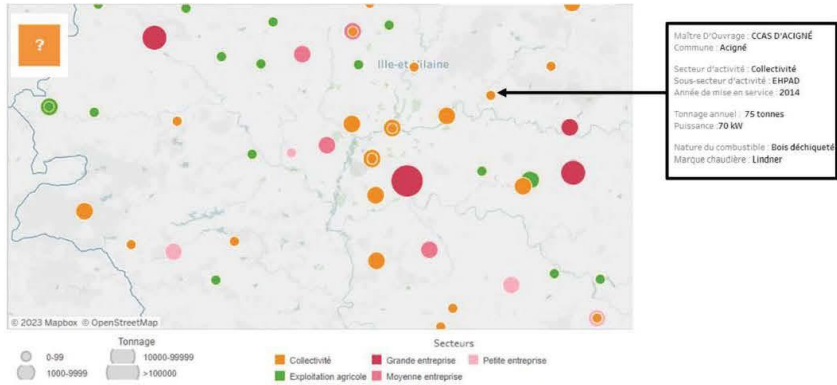 ?
Ille-et-Vilaine
Maître D'Ouvrage : CCAS D'ACIGNÉ
Commune : Acigné
Secteur d'activité : Collectivité
Sous-secteur d'activité : EHPAD
Année de mise en service : 2014
Tonnage annuel : 75 tonnes
Puissance : 70 kW
Nature du combustible : Bois déchiqueté
Marque chaudière : Lindner
© 2023 Mapbox © OpenStreetMap
Tonnage
0-99
10000-99999
1000-9999
>100000
Secteurs
Collectivité
Grande entreprise
Petite entreprise
Exploitation agricole
Moyenne entreprise